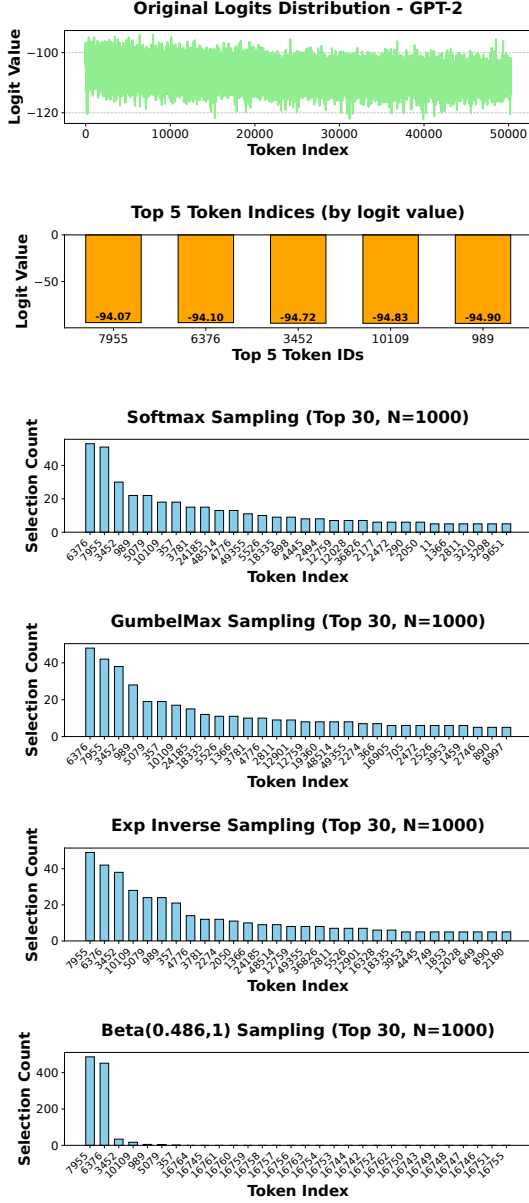 Original Logits Distribution - GPT-2
Logit Value
−100
−120
0 10000 20000 30000 40000 50000
Token Index
Top 5 Token Indices (by logit value)
Logit Value
0
−50
-94.07 -94.10 -94.72 -94.83 -94.90
7955 6376 3452 10109 989
Top 5 Token IDs
Softmax Sampling (Top 30, N=1000)
Selection Count
40
20
0
6376 7955 3452 989 5079 10109 357 3781 24185 48514 4776 49355 5526 18335 898 4445 2494 12759 12028 36826 2177 2472 290 2050 11 1366 2811 3210 3298 9651
Token Index
GumbelMax Sampling (Top 30, N=1000)
Selection Count
40
20
0
6376 7955 3452 989 5079 357 10109 24185 18335 5526 1366 3781 4776 2811 12901 12759 19360 48514 49355 2274 366 16905 705 2472 2526 3953 1459 2746 890 8997
Token Index
Exp Inverse Sampling (Top 30, N=1000)
Selection Count
40
20
0
7955 6376 3452 10109 5079 989 357 4776 3781 2274 2050 1366 24185 48514 12759 49355 36826 2811 5526 12901 16328 18335 3953 4445 749 1853 12028 649 890 2180
Token Index
Beta(0.486,1) Sampling (Top 30, N=1000)
Selection Count
400
200
0
7955 6376 3452 10109 989 5079 357 16764 16745 16761 16760 16759 16758 16757 16756 16763 16754 16753 16744 16742 16752 16762 16750 16743 16749 16748 16747 16746 16751 16755
Token Index